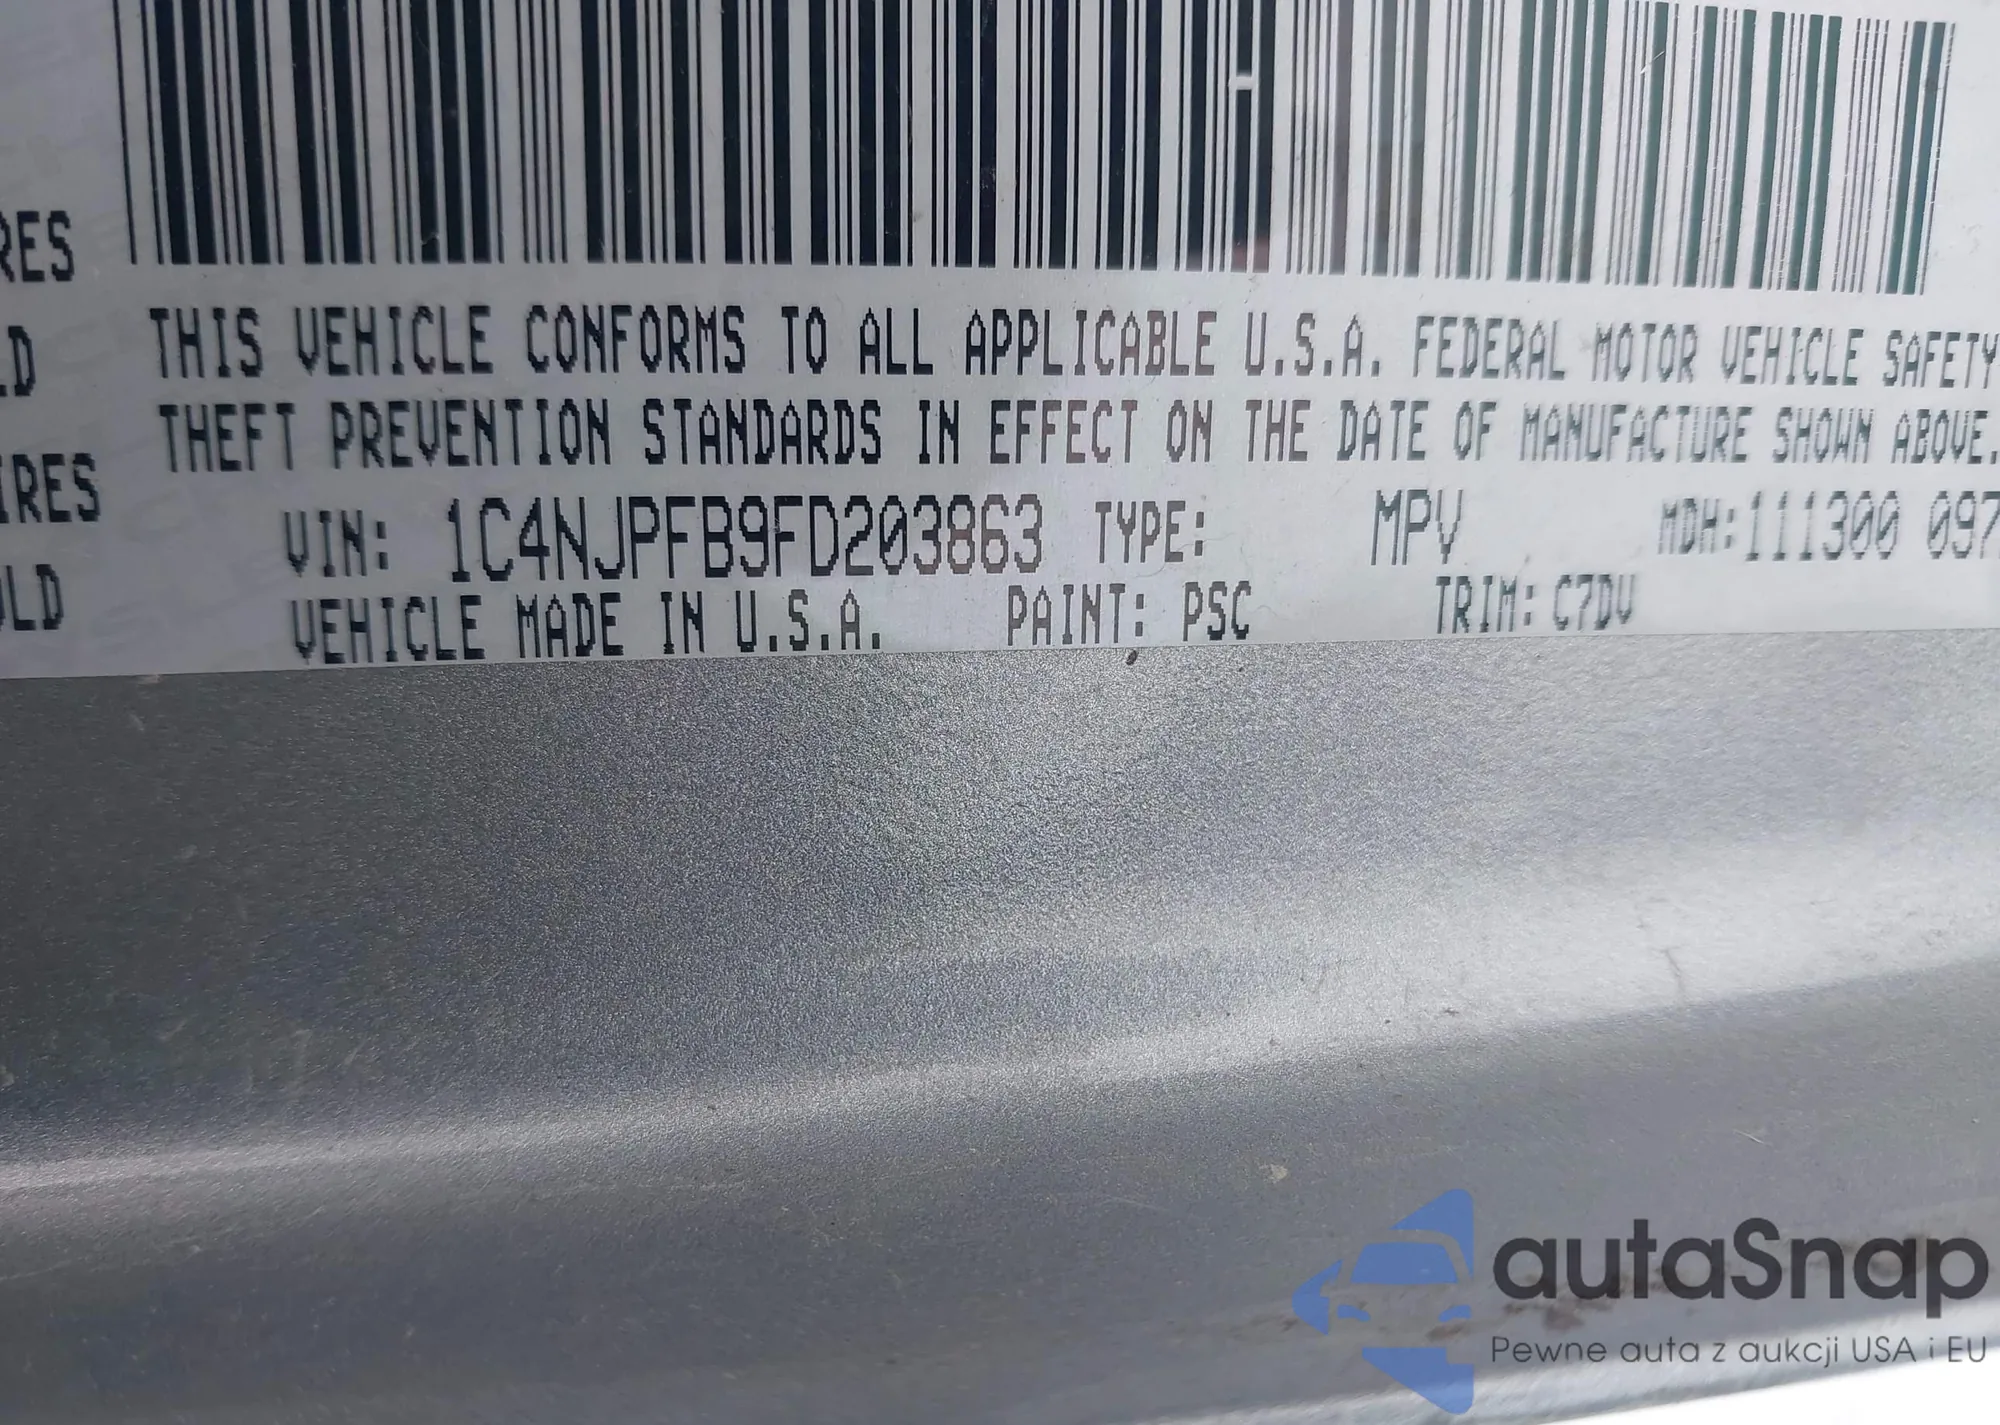 RES
LD
IRES
ULD
THIS VEHICLE CONFORMS TO ALL APPLICABLE U.S.A. FEDERAL MOTOR VEHICLE SAFETY
THEFT PREVENTION STANDARDS IN EFFECT ON THE DATE OF MANUFACTURE SHOWN ABOVE.
VIN: 1C4NJPFB9FD203863 TYPE: MPV MDH:111300 097
VEHICLE MADE IN U.S.A. PAINT: PSC TRIM: C7DV
autaSnap
Pewne auta z aukcji USA i EU